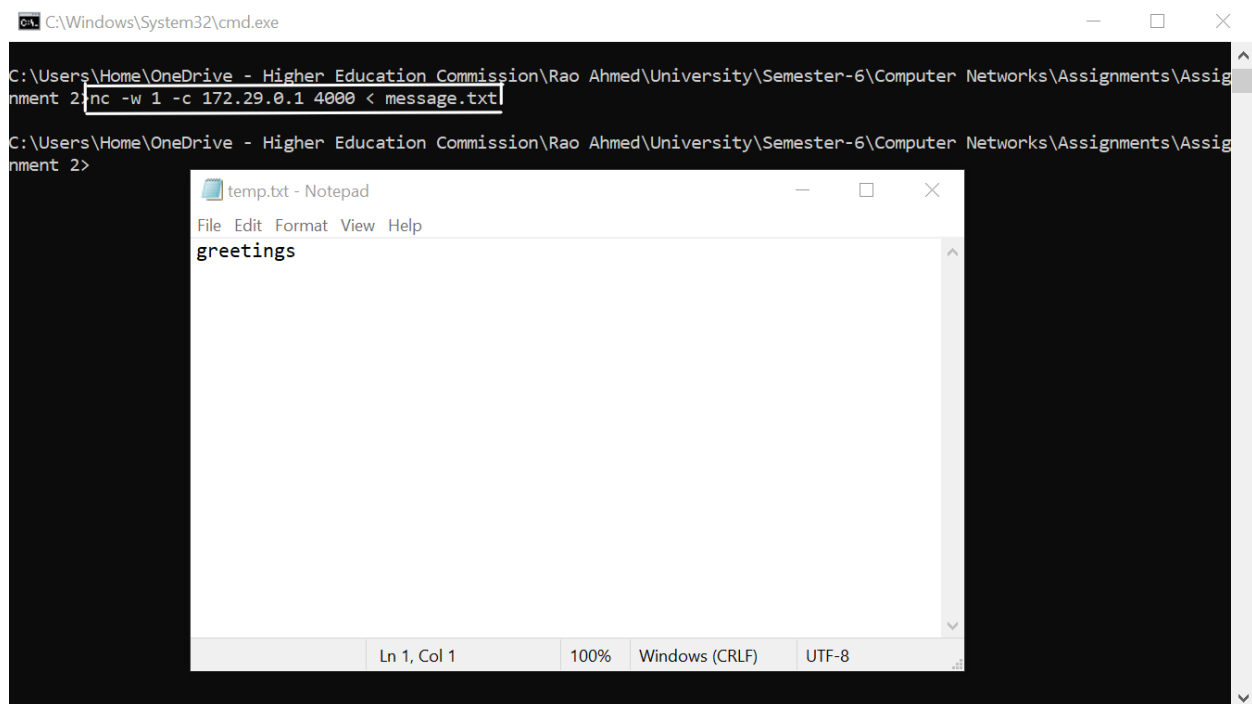 C:\Windows\System32\cmd.exe
C:\Users\Home\OneDrive - Higher Education Commission\Rao Ahmed\University\Semester-6\Computer Networks\Assignments\Assig
nment 2>nc -w 1 -c 172.29.0.1 4000 < message.txt
C:\Users\Home\OneDrive - Higher Education Commission\Rao Ahmed\University\Semester-6\Computer Networks\Assignments\Assig
nment 2>
temp.txt - Notepad
File Edit Format View Help
greetings
Ln 1, Col 1 100% Windows (CRLF) UTF-8